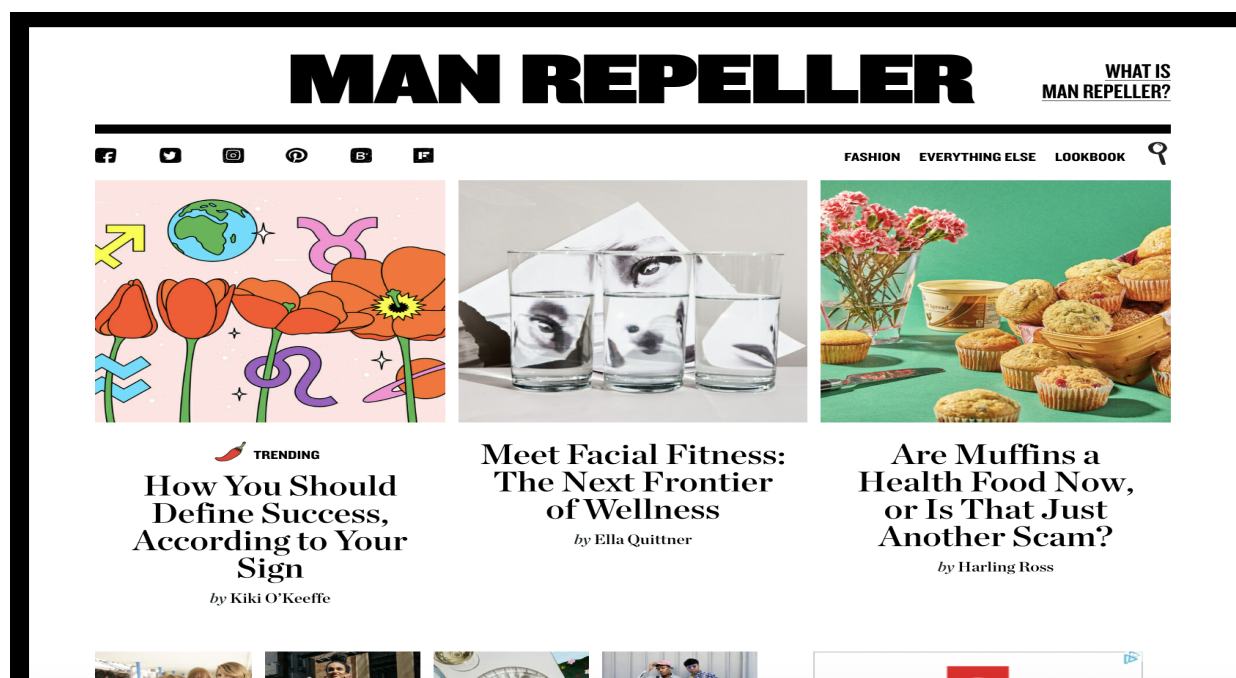 MAN REPELLER
WHAT IS
MAN REPELLER?
FASHION EVERYTHING ELSE LOOKBOOK
TRENDING
How You Should
Define Success,
According to Your
Sign
by Kiki O'Keeffe
Meet Facial Fitness:
The Next Frontier
of Wellness
by Ella Quittner
Are Muffins a
Health Food Now,
or Is That Just
Another Scam?
by Harling Ross